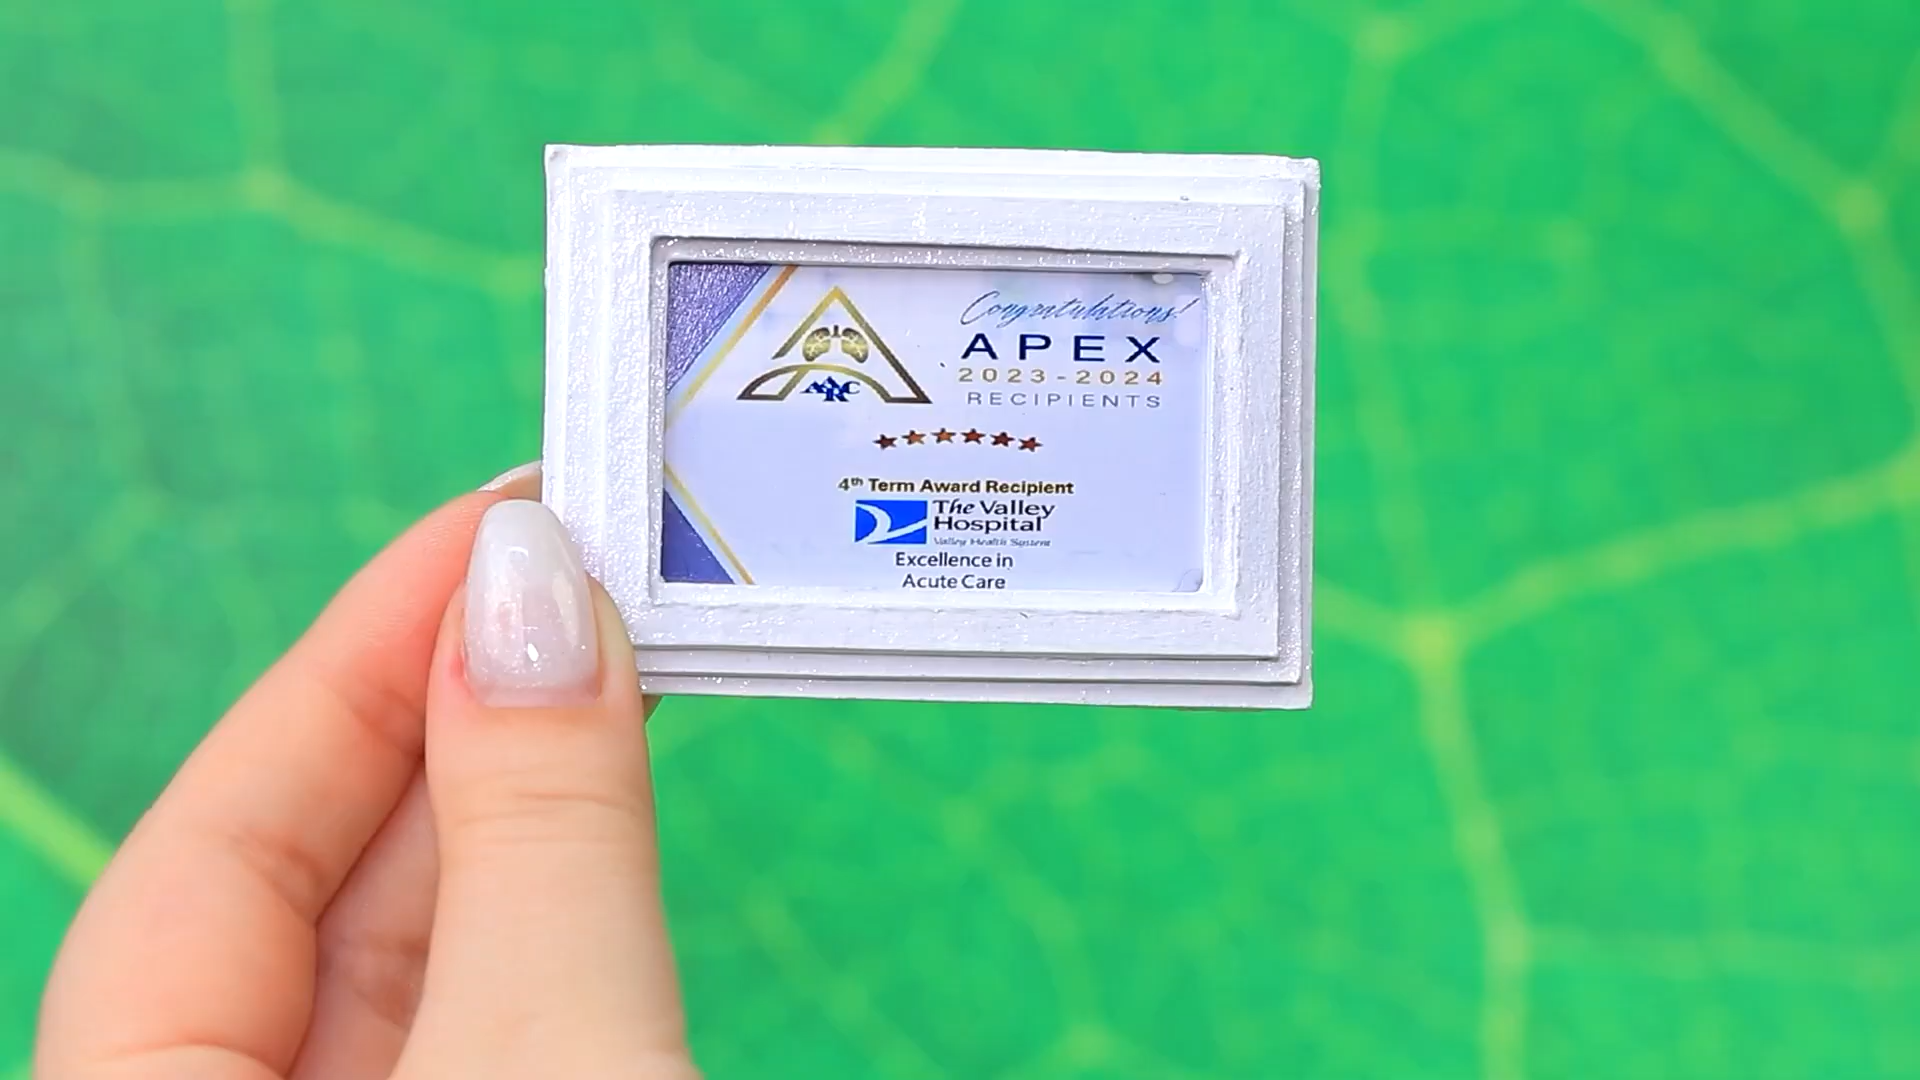 Congratulations!
APEX
2023-2024
RECIPIENTS
AARC
4th Term Award Recipient
The Valley
Hospital
Valley Health System
Excellence in
Acute Care